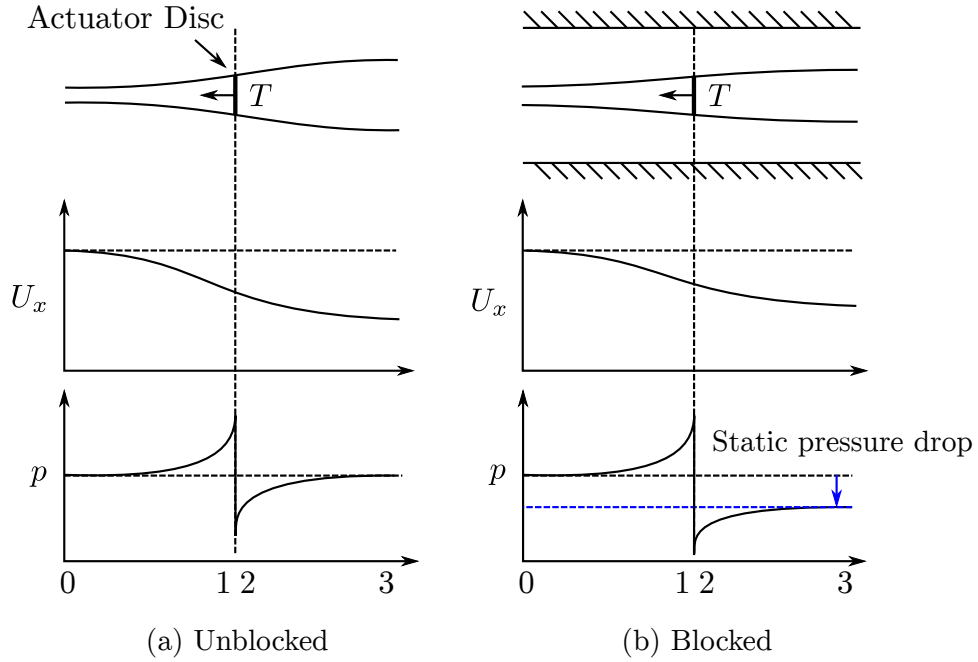 Actuator Disc
T
T
U_x
U_x
p
p
Static pressure drop
0 1 2 3
0 1 2 3
(a) Unblocked
(b) Blocked